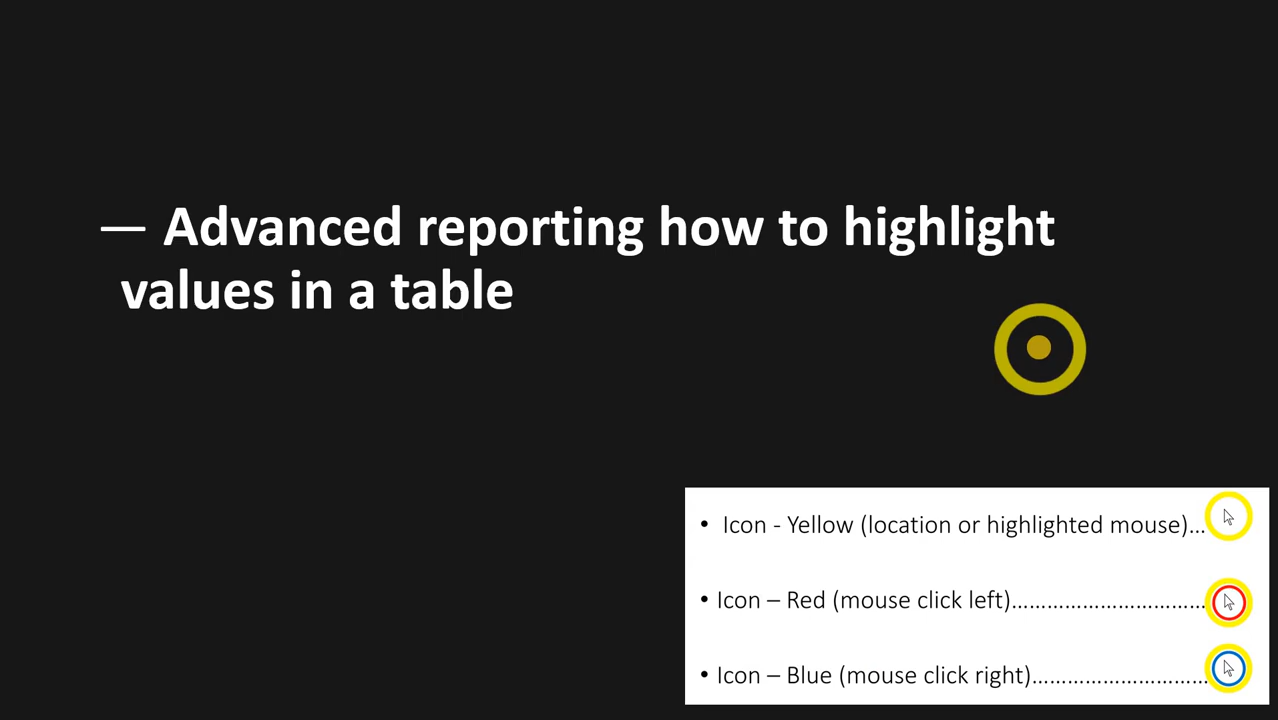 — Advanced reporting how to highlight
values in a table
• Icon - Yellow (location or highlighted mouse)...
• Icon – Red (mouse click left)....................................
• Icon – Blue (mouse click right).................................